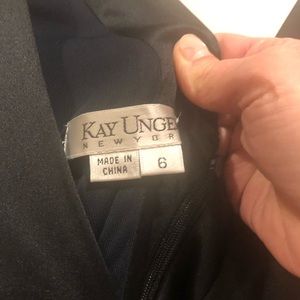 KAY UNGE
NEW YOR
MADE IN
CHINA
6